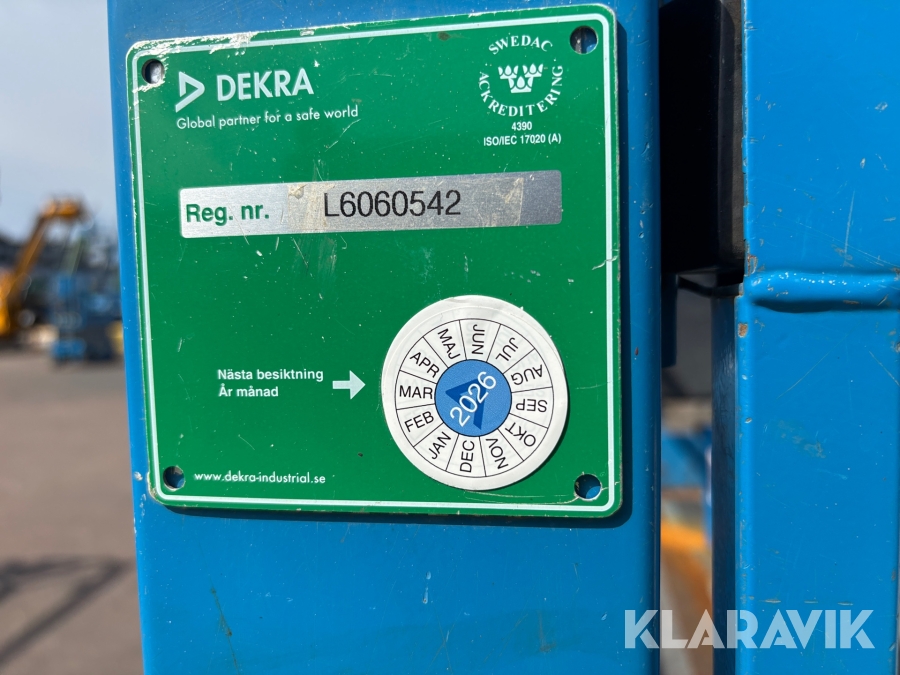 DEKRA
Global partner for a safe world
SWEDAC
ACKREDITERING
4390
ISO/IEC 17020 (A)
Reg. nr. L6060542
Nästa besiktning
År månad
JAN
FEB
MAR
APR
MAJ
JUN
JUL
AUG
SEP
OKT
NOV
DEC
2026
www.dekra-industrial.se
KLARAVIK